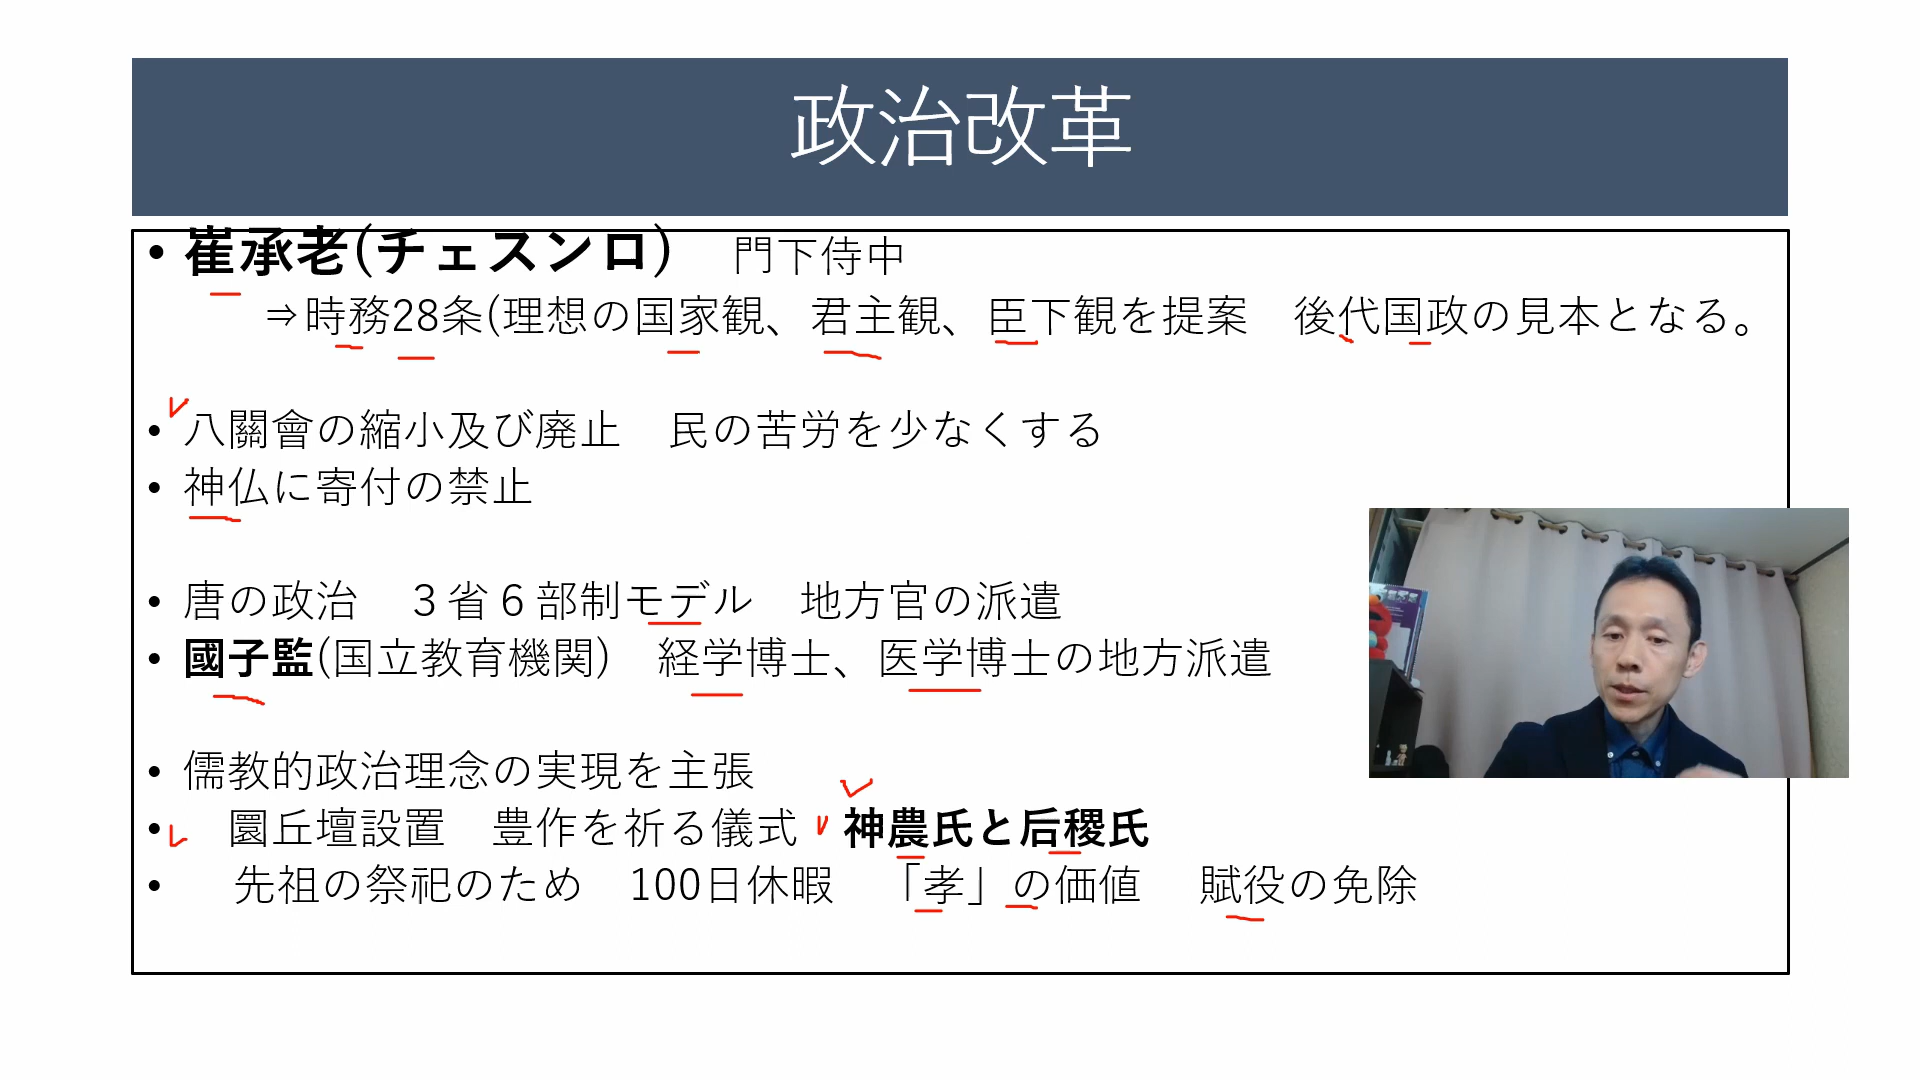 政治改革
• 崔承老(チェスンロ)　門下侍中
⇒時務28条(理想の国家観、君主観、臣下観を提案　後代国政の見本となる。
• 八關會の縮小及び廃止　民の苦労を少なくする
• 神仏に寄付の禁止
• 唐の政治　３省６部制モデル　地方官の派遣
• 國子監(国立教育機関)　経学博士、医学博士の地方派遣
• 儒教的政治理念の実現を主張
•　圜丘壇設置　豊作を祈る儀式　神農氏と后稷氏
•　先祖の祭祀のため　100日休暇　「孝」の価値　賦役の免除